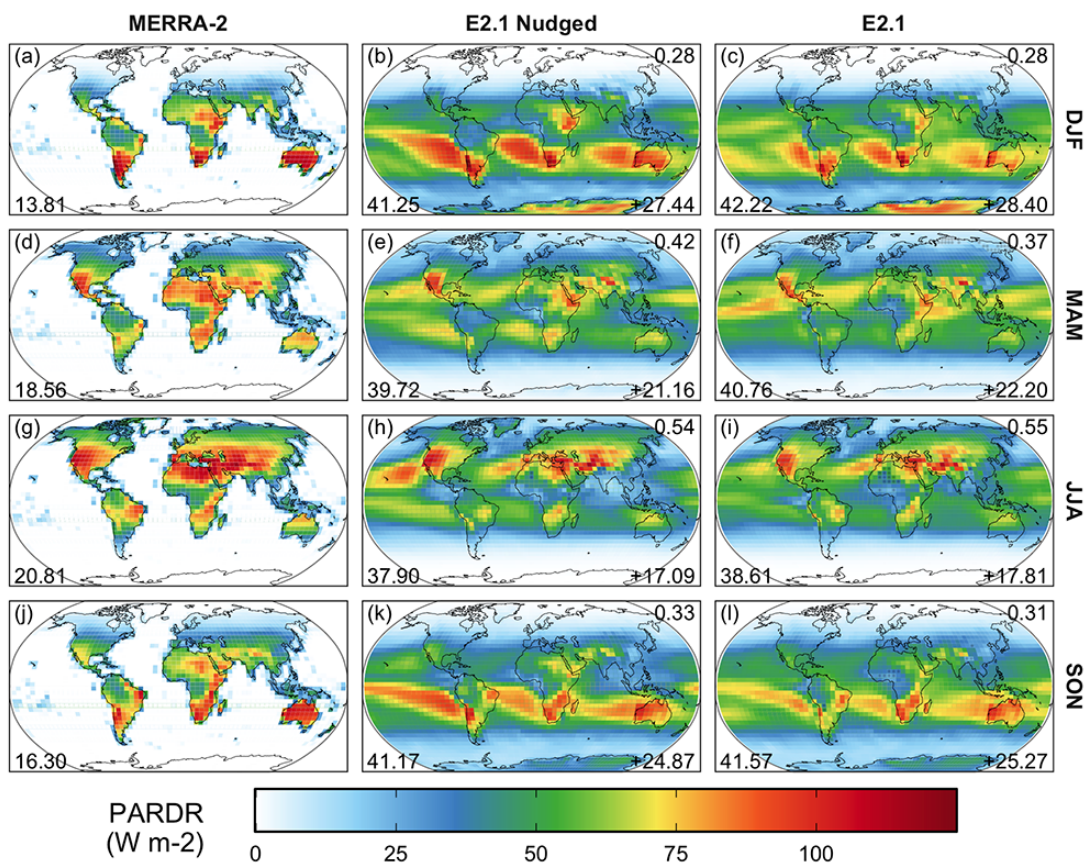 MERRA-2 E2.1 Nudged E2.1
(a) (b) 0.28 (c) 0.28
13.81 41.25 +27.44 42.22 +28.40
DJF
(d) (e) 0.42 (f) 0.37
18.56 39.72 +21.16 40.76 +22.20
MAM
(g) (h) 0.54 (i) 0.55
20.81 37.90 +17.09 38.61 +17.81
JJA
(j) (k) 0.33 (l) 0.31
16.30 41.17 +24.87 41.57 +25.27
SON
PARDR
(W m-2)
0 25 50 75 100